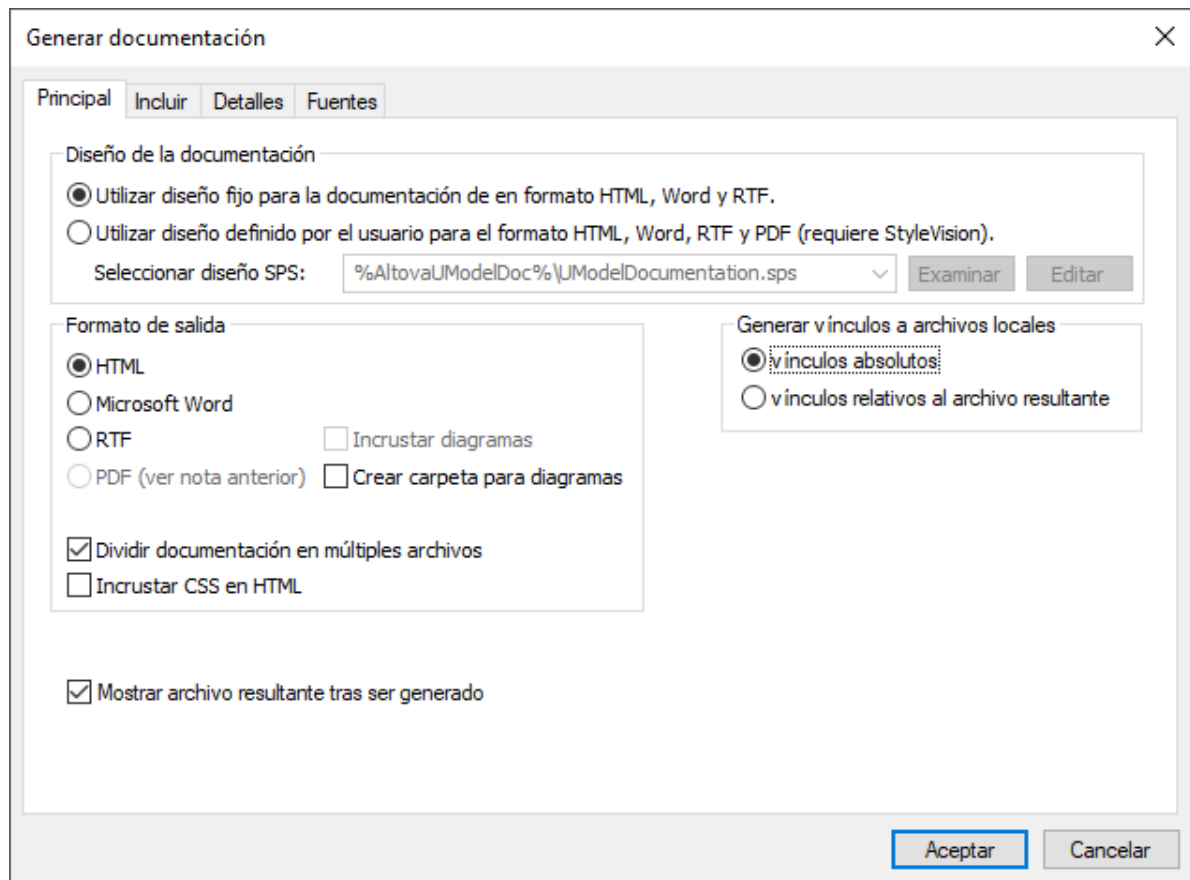 Generar documentación
Principal Incluir Detalles Fuentes
Diseño de la documentación
Utilizar diseño fijo para la documentación de en formato HTML, Word y RTF.
Utilizar diseño definido por el usuario para el formato HTML, Word, RTF y PDF (requiere StyleVision).
Seleccionar diseño SPS: %AltovaUModelDoc%\UModelDocumentation.sps Examinar Editar
Formato de salida
HTML
Microsoft Word
RTF Incrustar diagramas
PDF (ver nota anterior) Crear carpeta para diagramas
Dividir documentación en múltiples archivos
Incrustar CSS en HTML
Generar vínculos a archivos locales
vínculos absolutos
vínculos relativos al archivo resultante
Mostrar archivo resultante tras ser generado
Aceptar Cancelar